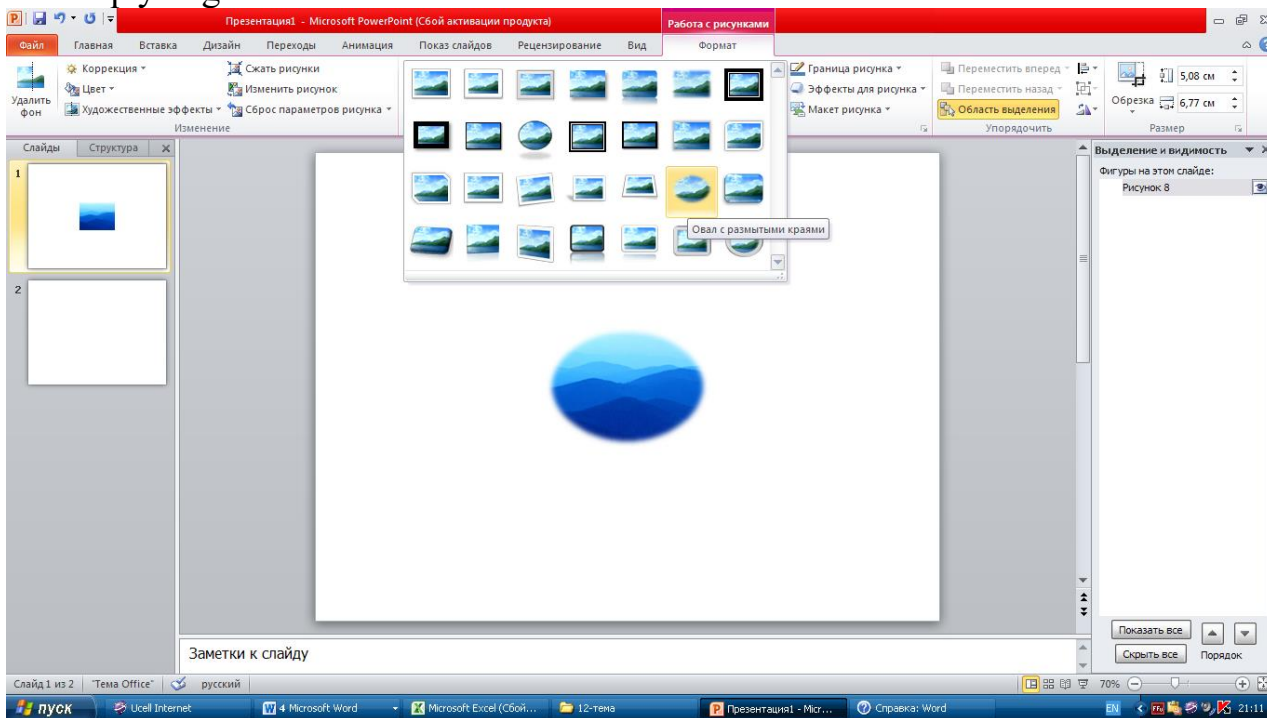 Презентация1 - Microsoft PowerPoint (Сбой активации продукта)
Работа с рисунками
Файл Главная Вставка Дизайн Переходы Анимация Показ слайдов Рецензирование Вид Формат
Удалить фон
Коррекция
Цвет
Художественные эффекты
Сжать рисунки
Изменить рисунок
Сброс параметров рисунка
Изменение
Граница рисунка
Эффекты для рисунка
Макет рисунка
Переместить вперед
Переместить назад
Область выделения
Упорядочить
Обрезка
5,08 см
6,77 см
Размер
Слайды Структура
1
2
Овал с размытыми краями
Выделение и видимость
Фигуры на этом слайде:
Рисунок 8
Показать все
Скрыть все Порядок
Заметки к слайду
Слайд 1 из 2 "Тема Office" русский 70%
пуск Ucell Internet 4 Microsoft Word Microsoft Excel (Сбой... 12-тема Презентация1 - Micr... Справка: Word EN 21:11